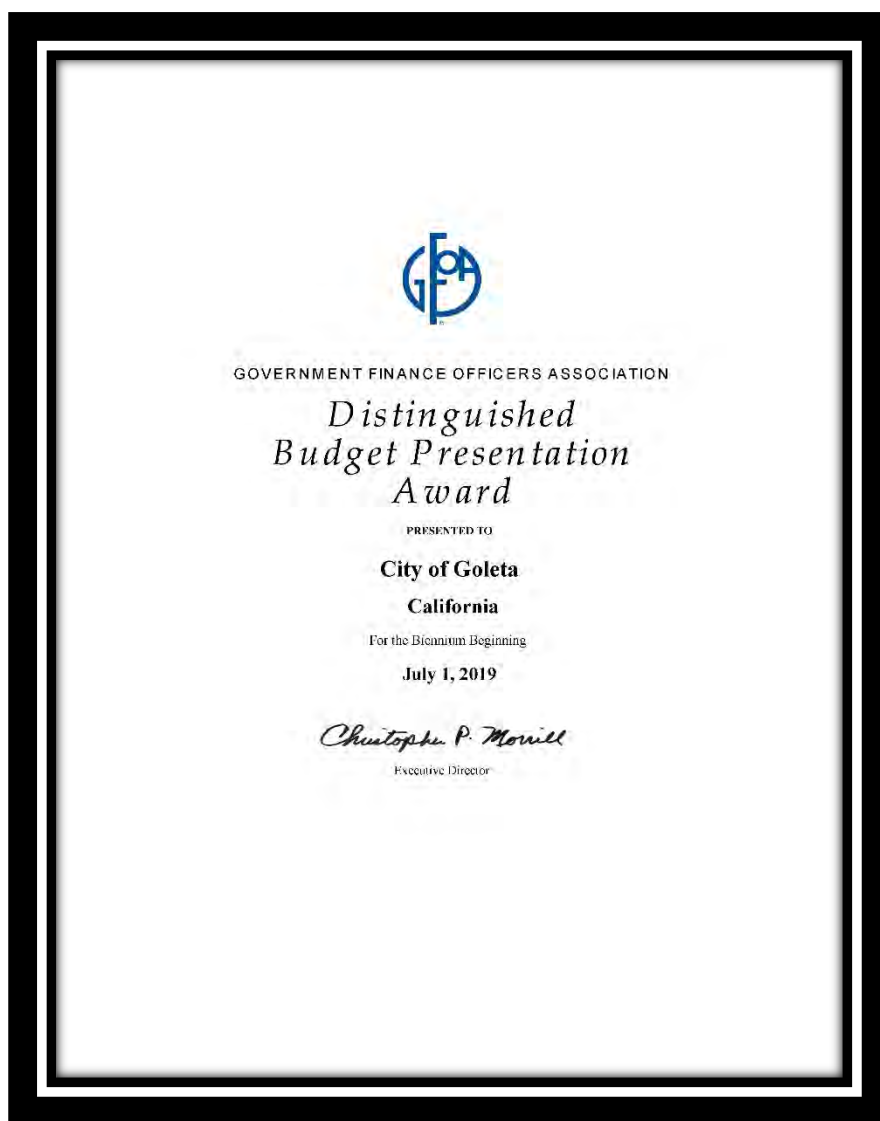 GFOA
GOVERNMENT FINANCE OFFICERS ASSOCIATION
Distinguished
Budget Presentation
Award
PRESENTED TO
City of Goleta
California
For the Biennium Beginning
July 1, 2019
Christopher P. Morrill
Executive Director